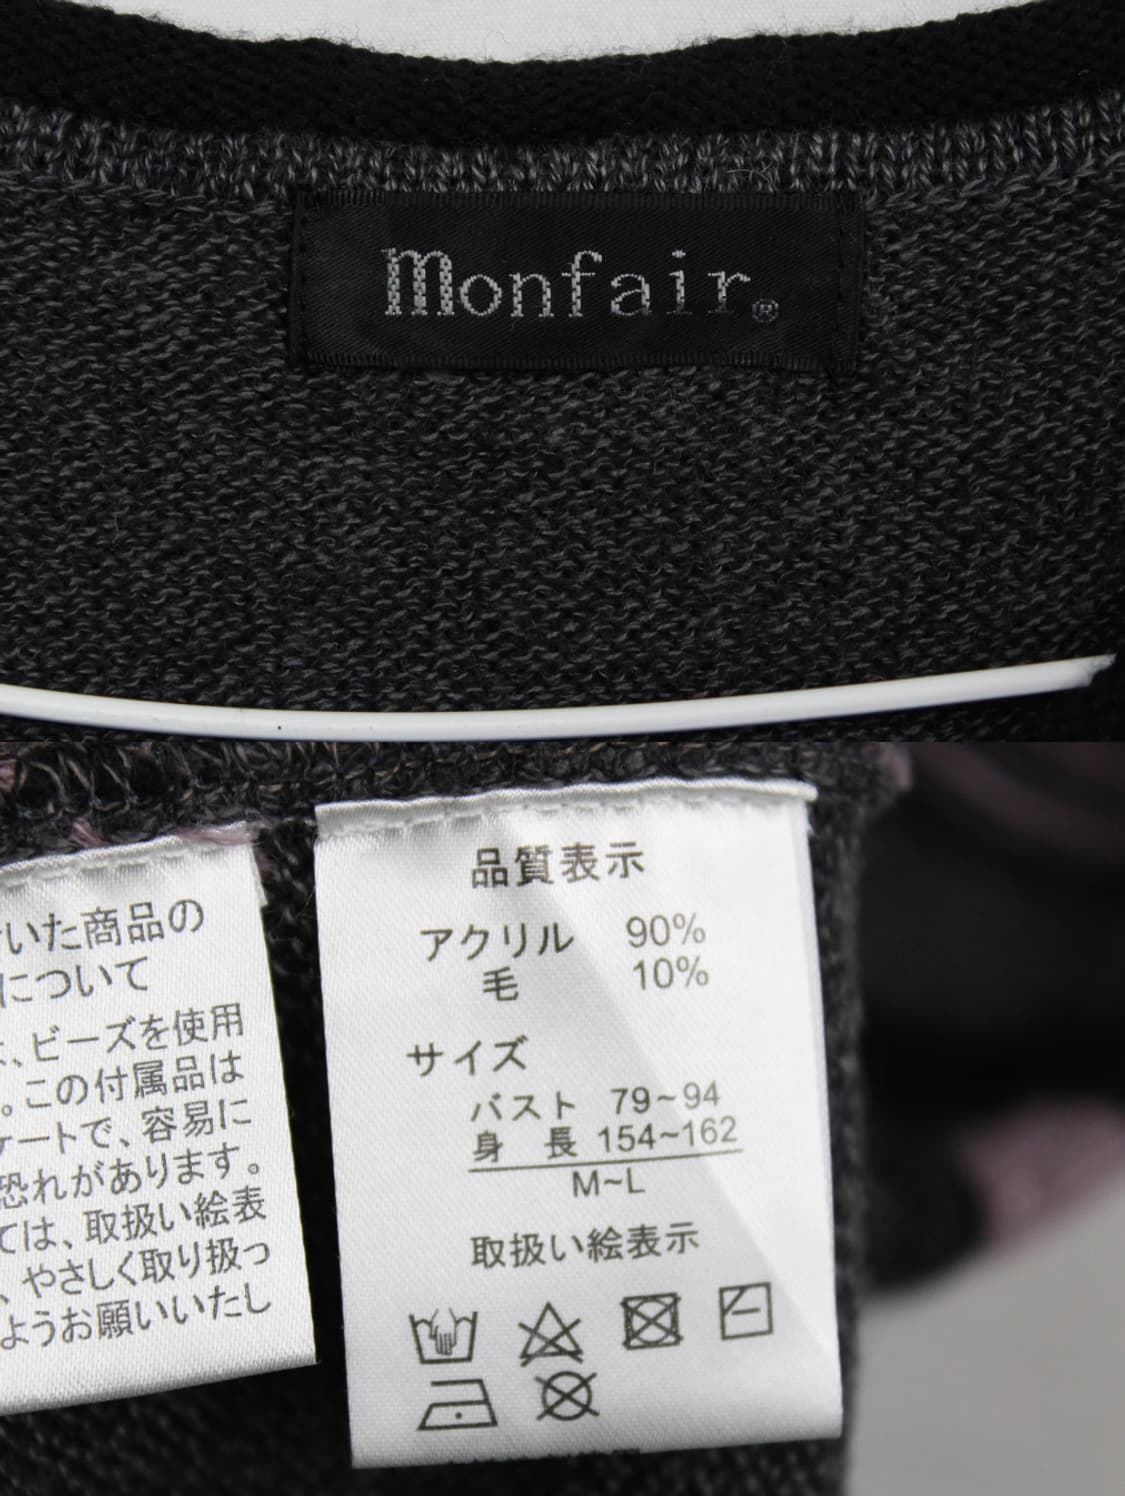 monfair®
いた商品の
について
、ビーズを使用
。この付属品は
ケートで、容易に
恐れがあります。
ては、取扱い絵表
、やさしく取り扱っ
ようお願いいたし
品質表示
アクリル 90%
毛 10%
サイズ
バスト 79~94
身長 154~162
M~L
取扱い絵表示